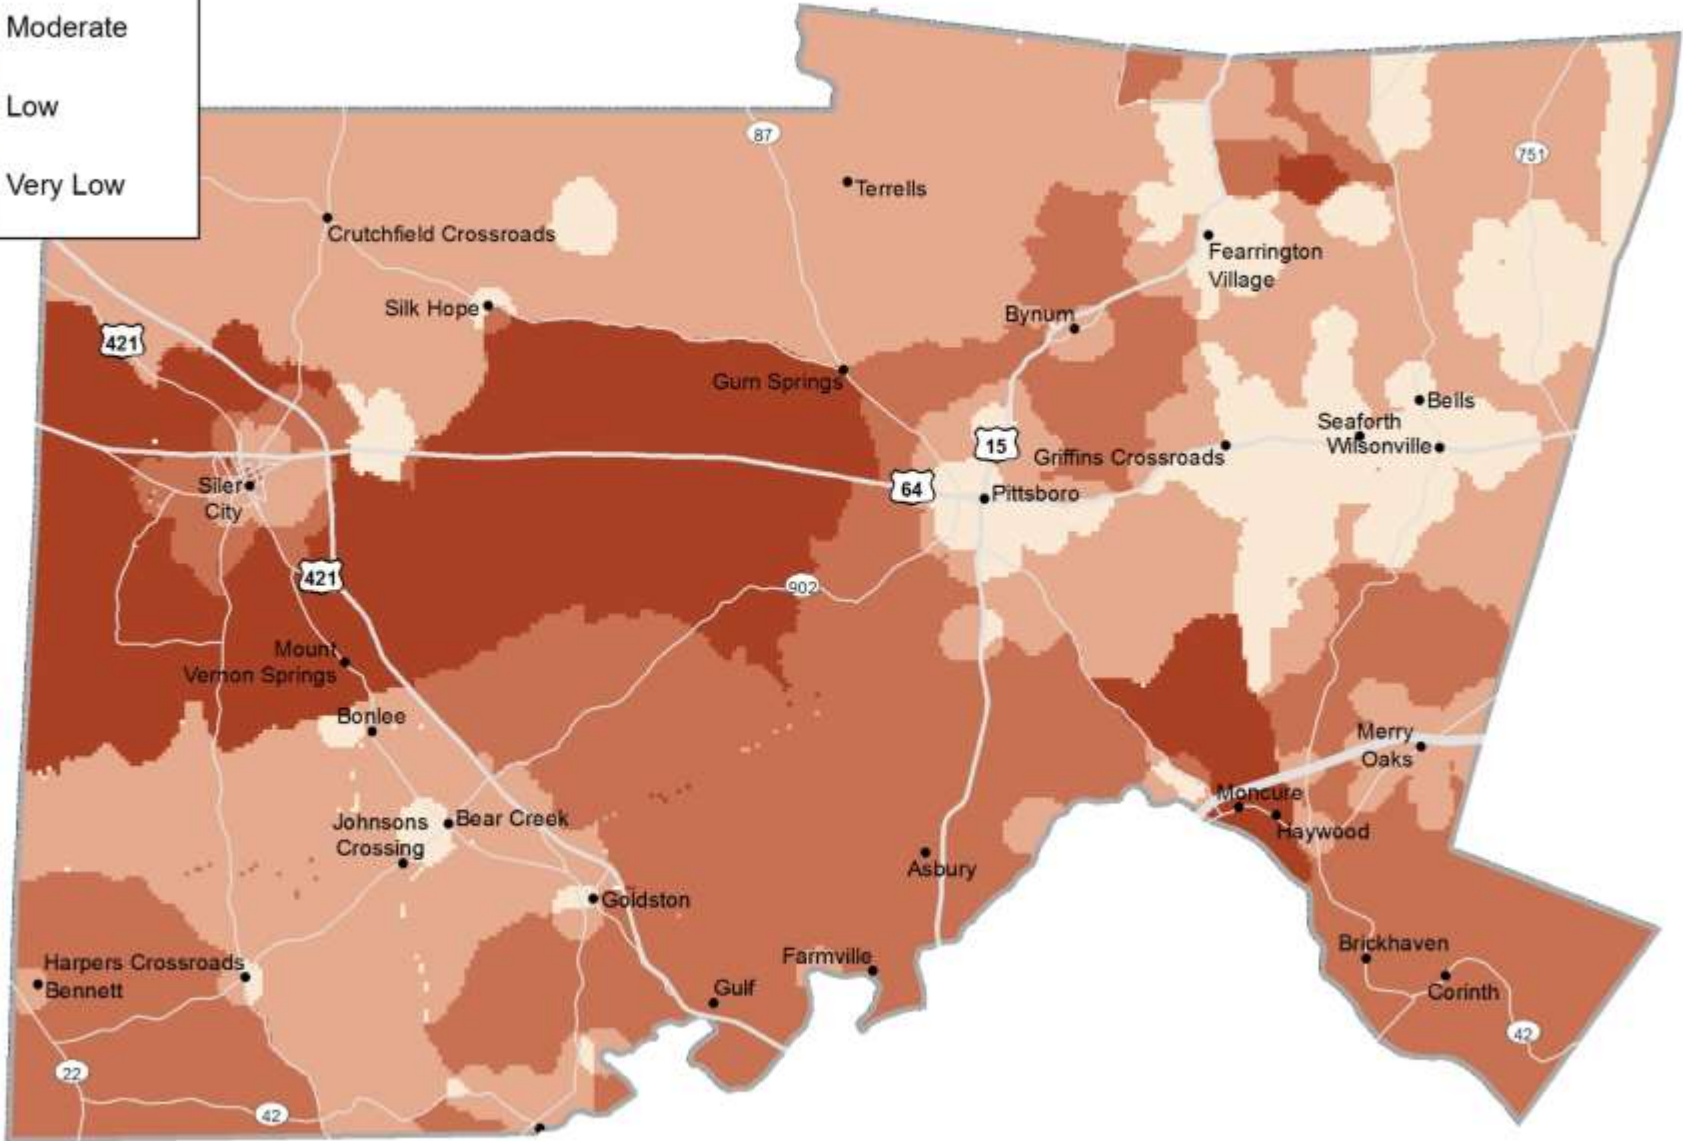 Moderate
Low
Very Low
87
751
Terrells
Crutchfield Crossroads
Fearrington
Village
Silk Hope
Bynum
421
Gum Springs
Bells
Seaforth
Wilsonville
15
Griffins Crossroads
64
Pittsboro
Siler
City
421
902
Mount
Vernon Springs
Bonlee
Merry
Oaks
Moncure
Haywood
Johnsons
Crossing
Bear Creek
Asbury
Goldston
Brickhaven
Farmville
Harpers Crossroads
Bennett
Gulf
Corinth
42
22
42